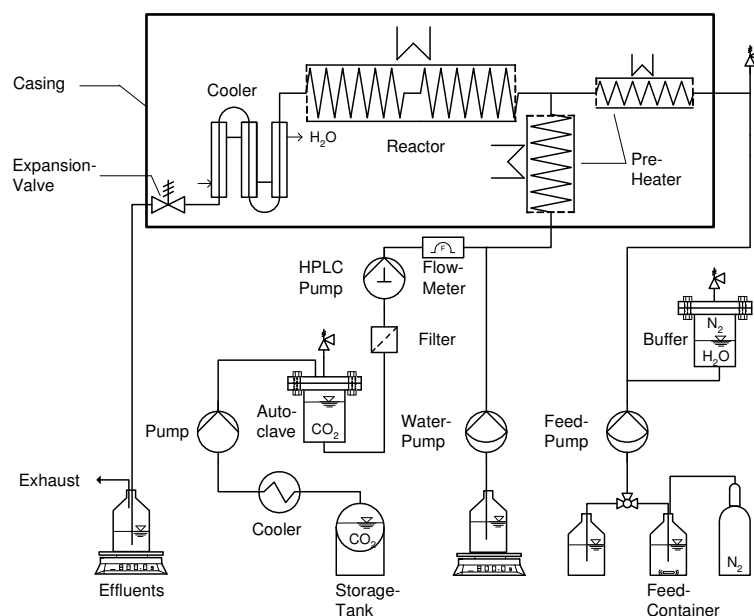 Casing
Cooler
H2O
Reactor
Expansion-
Valve
Pre-
Heater
HPLC
Pump
F
Flow-
Meter
Filter
N2
Buffer
H2O
Auto-
clave
CO2
Pump
Water-
Pump
Feed-
Pump
Exhaust
Cooler
CO2
N2
Effluents
Storage-
Tank
Feed-
Container